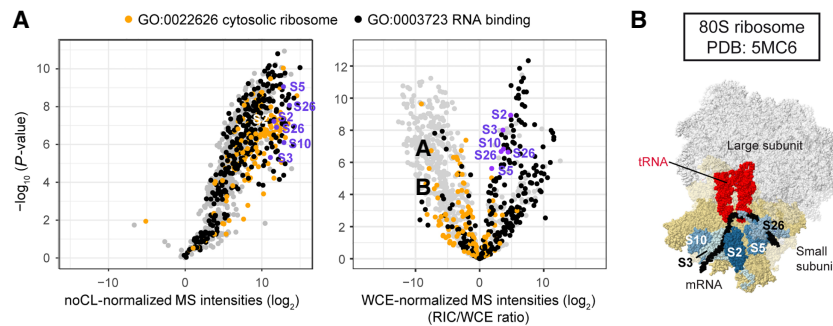 A
GO:0022626 cytosolic ribosome
GO:0003723 RNA binding
−log10 (P-value)
10
8
6
4
2
0
−10
0
10
S5
S26
S2
S2
S26
S10
S3
noCL-normalized MS intensities (log2)
12
10
8
6
4
2
0
−10
0
10
S2
S3
S10
S26
S26
S5
A
B
WCE-normalized MS intensities (log2)
(RIC/WCE ratio)
B
80S ribosome
PDB: 5MC6
Large subunit
tRNA
S26
S10
S5
S2
S3
Small
subunit
mRNA